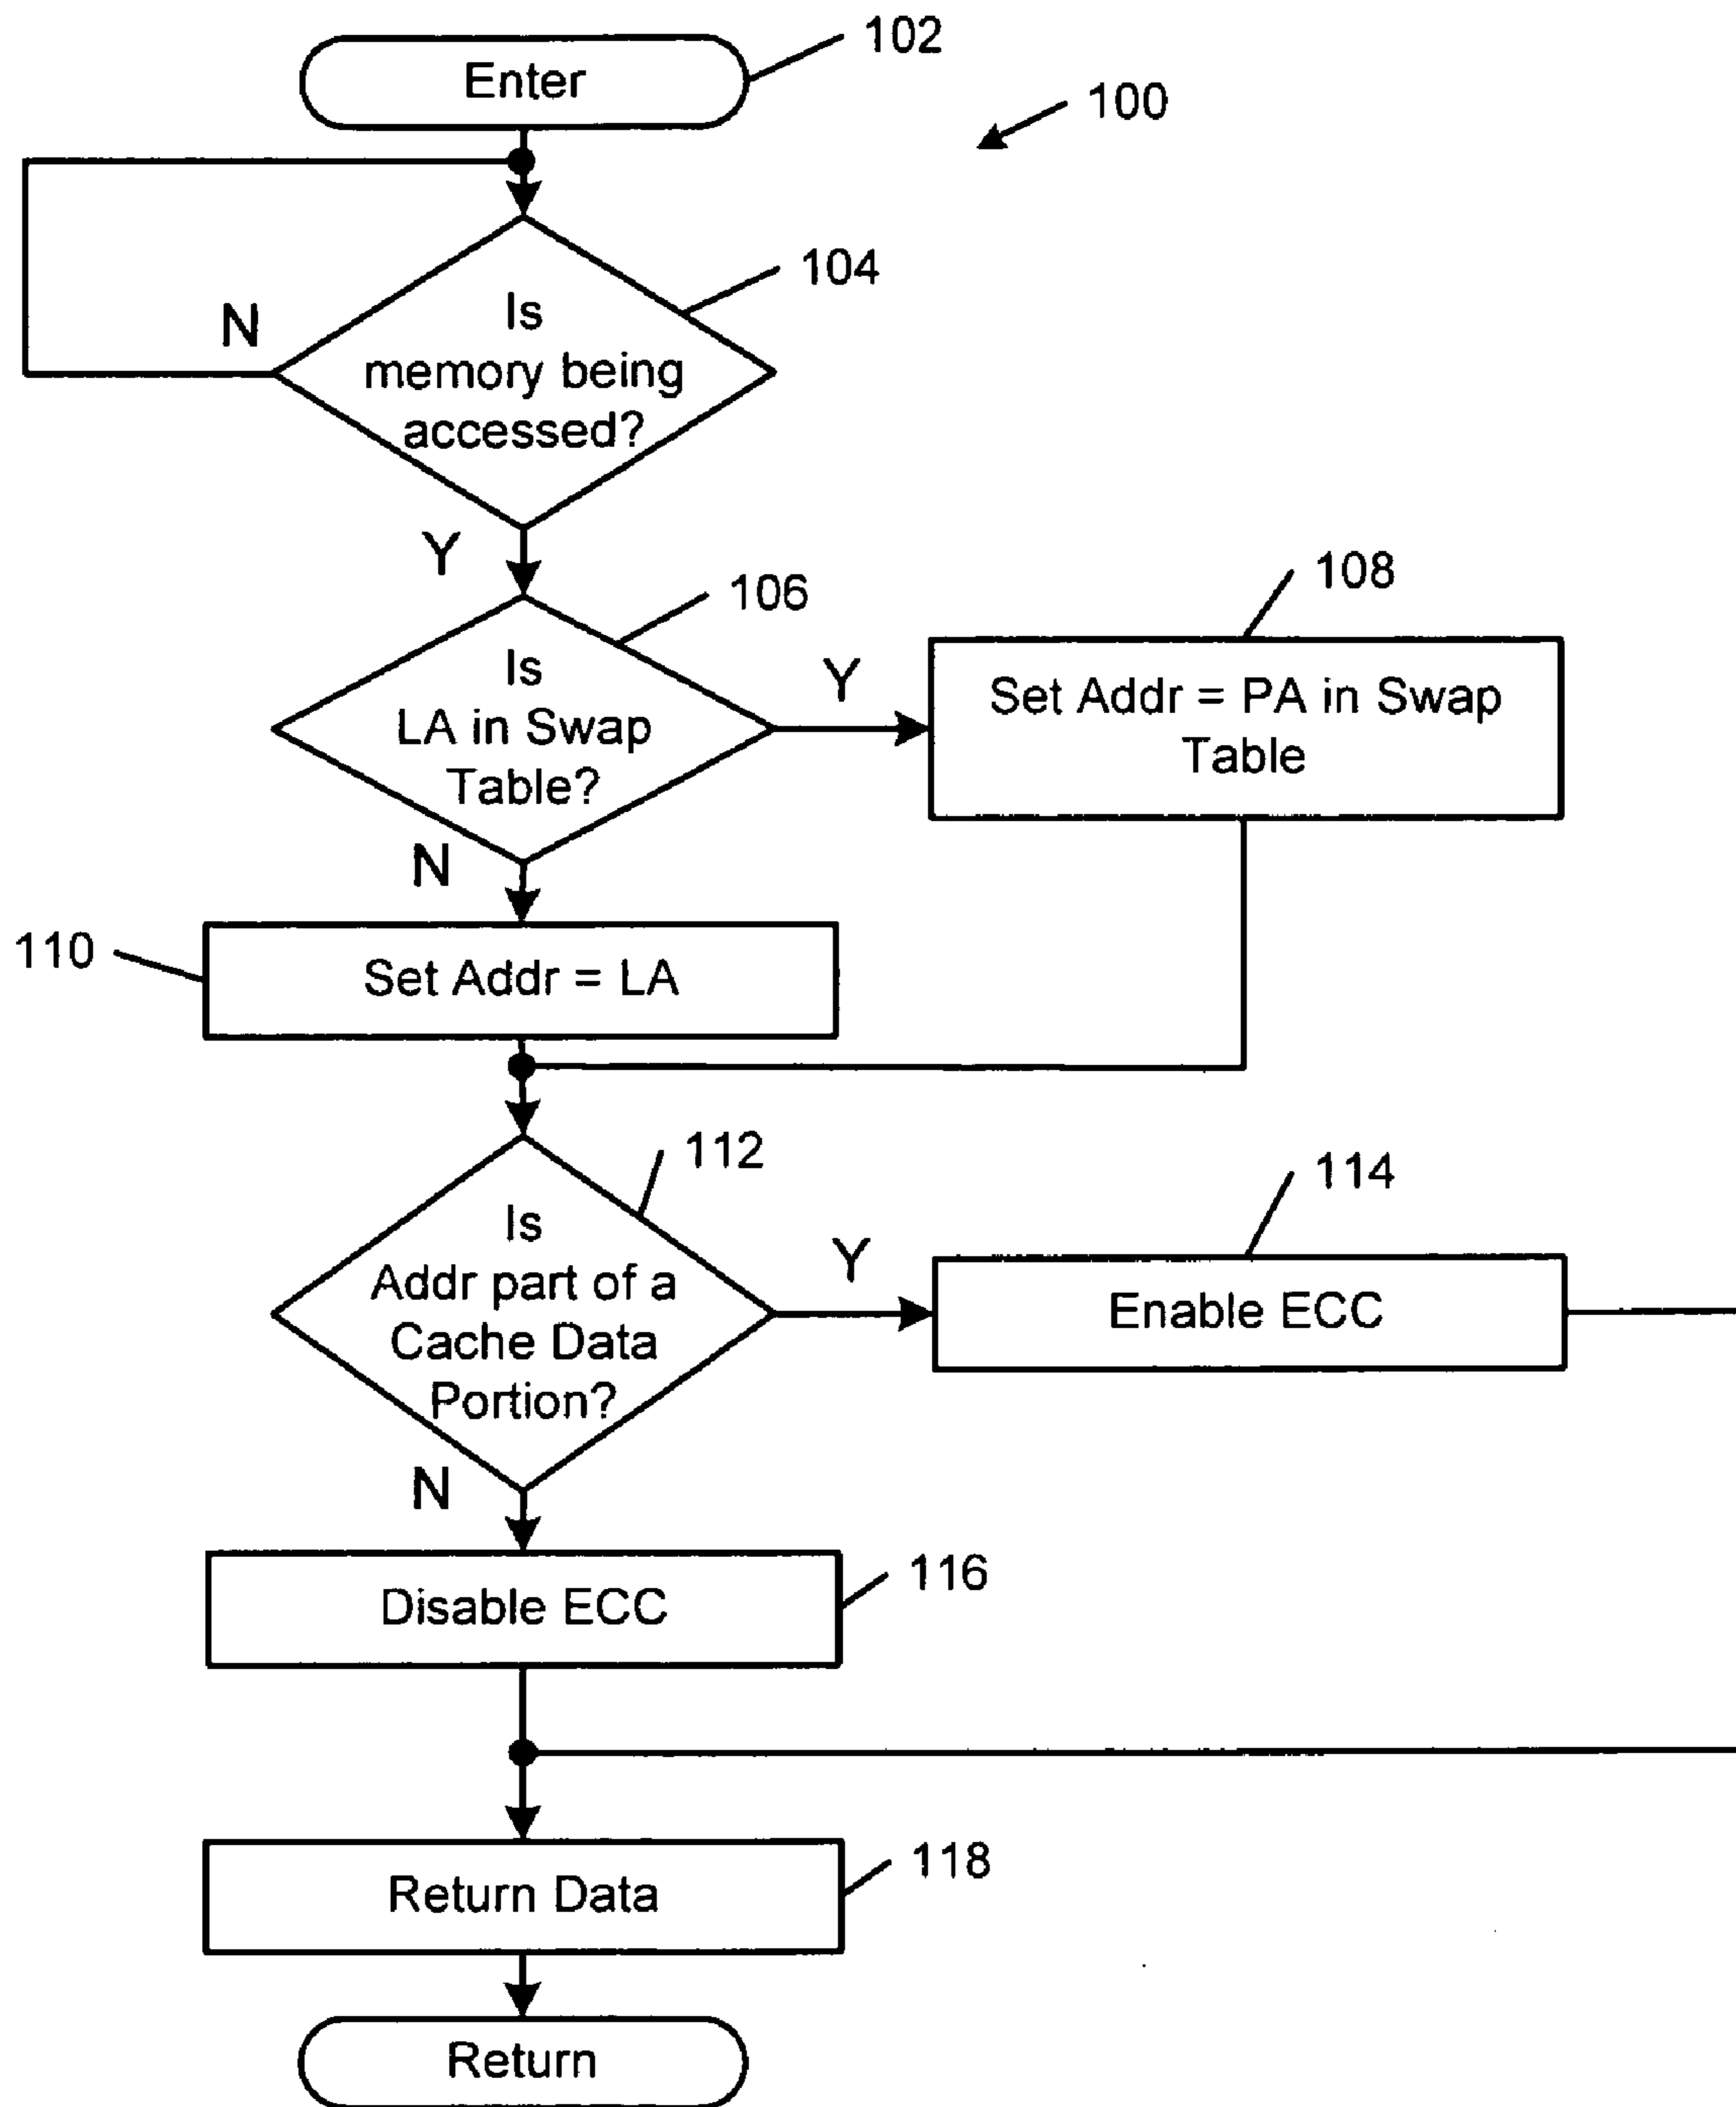 102
Enter
100
104
N
Is
memory being
accessed?
Y
106
108
Is
LA in Swap
Table?
Y
Set Addr = PA in Swap
Table
N
110
Set Addr = LA
112
114
Is
Addr part of a
Cache Data
Portion?
Y
Enable ECC
N
116
Disable ECC
118
Return Data
Return